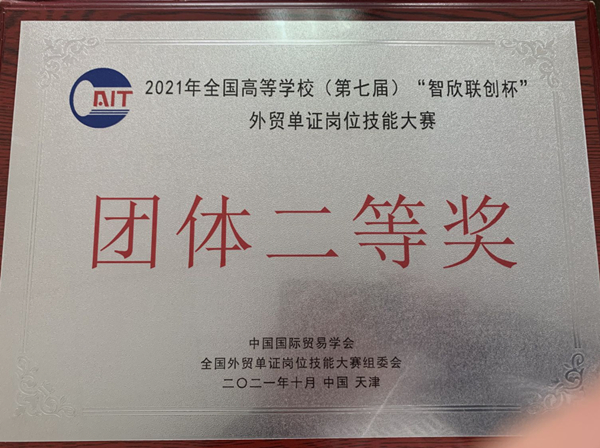 CAIT
2021年全国高等学校（第七届）“智欣联创杯”
外贸单证岗位技能大赛
团体二等奖
中国国际贸易学会
全国外贸单证岗位技能大赛组委会
二〇二一年十月 中国 天津